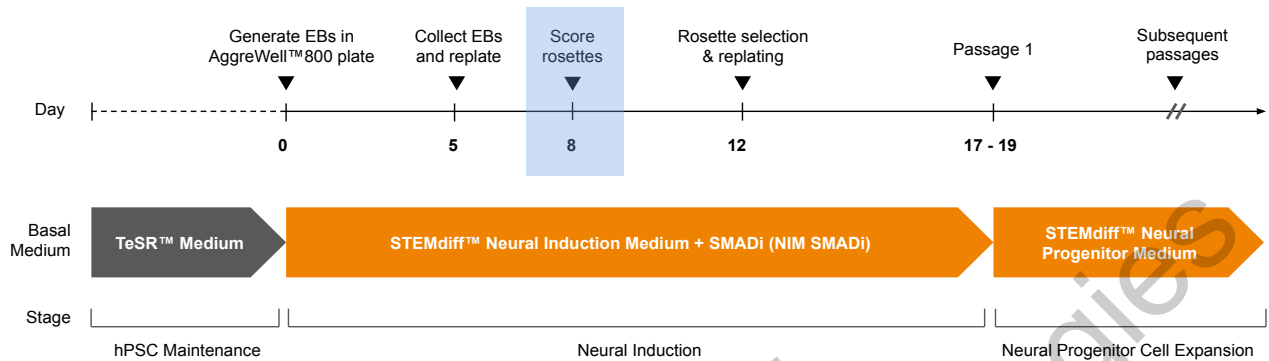 Generate EBs in
AggreWell™800 plate
Collect EBs
and replate
Score
rosettes
Rosette selection
& replating
Passage 1
Subsequent
passages
Day
0
5
8
12
17 - 19
Basal
Medium
TeSR™ Medium
STEMdiff™ Neural Induction Medium + SMADi (NIM SMADi)
STEMdiff™ Neural
Progenitor Medium
Stage
hPSC Maintenance
Neural Induction
Neural Progenitor Cell Expansion
gies